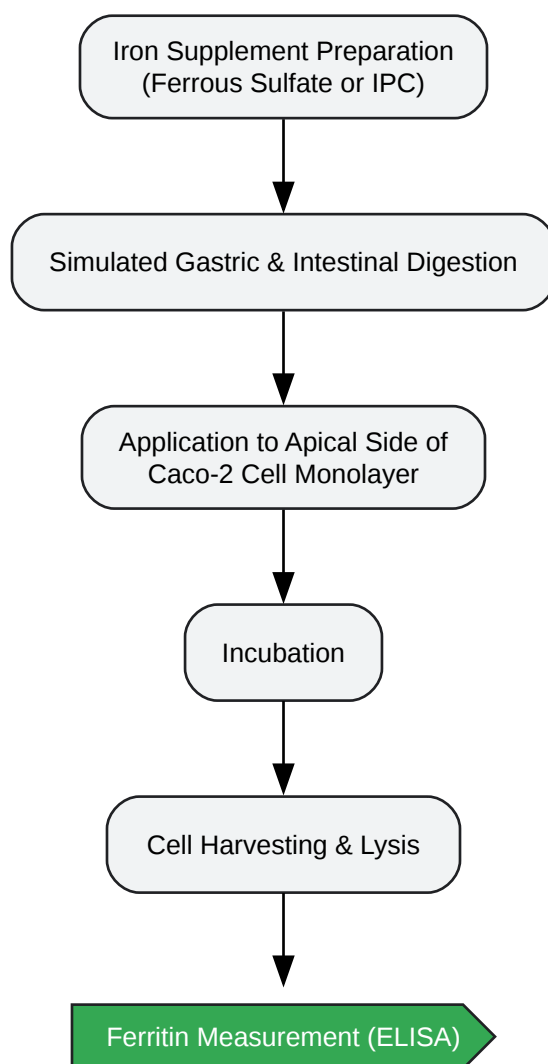 Iron Supplement Preparation
(Ferrous Sulfate or IPC)
Simulated Gastric & Intestinal Digestion
Application to Apical Side of
Caco-2 Cell Monolayer
Incubation
Cell Harvesting & Lysis
Ferritin Measurement (ELISA)